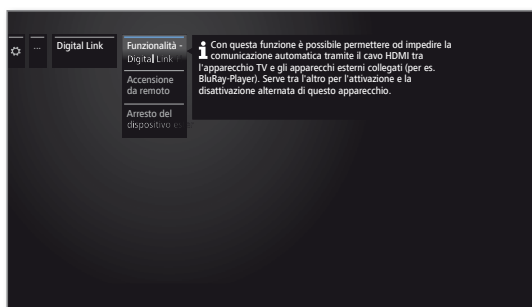 ...
Digital Link
Funzionalità -
Digital Link
Accensione
da remoto
Arresto del
dispositivo es
Con questa funzione è possibile permettere od impedire la
comunicazione automatica tramite il cavo HDMI tra
l'apparecchio TV e gli apparecchi esterni collegati (per es.
BluRay-Player). Serve tra l'altro per l'attivazione e la
disattivazione alternata di questo apparecchio.